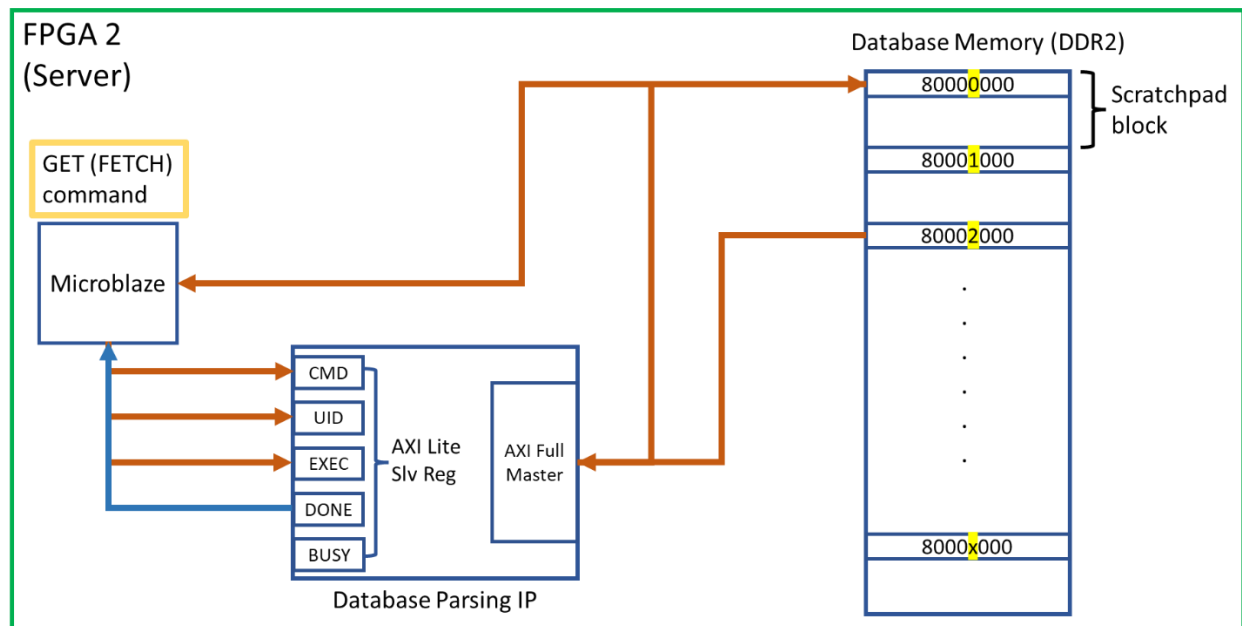 FPGA 2
(Server)
Database Memory (DDR2)
80000000
Scratchpad
block
GET (FETCH)
command
80001000
80002000
Microblaze
CMD
UID
EXEC
DONE
BUSY
AXI Lite
Slv Reg
AXI Full
Master
8000x000
Database Parsing IP